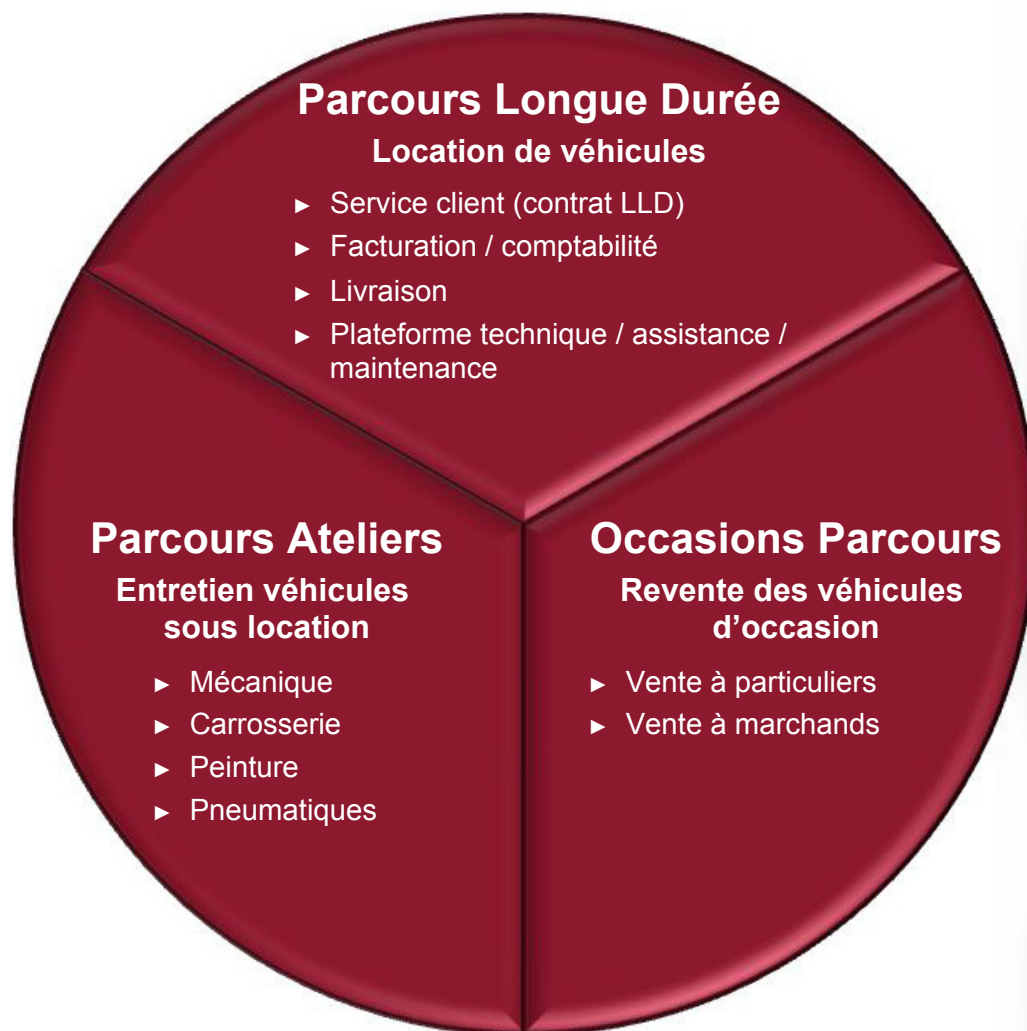 Parcours Longue Durée
Location de véhicules
► Service client (contrat LLD)
► Facturation / comptabilité
► Livraison
► Plateforme technique / assistance /
maintenance
Parcours Ateliers
Entretien véhicules
sous location
► Mécanique
► Carrosserie
► Peinture
► Pneumatiques
Occasions Parcours
Revente des véhicules
d’occasion
► Vente à particuliers
► Vente à marchands